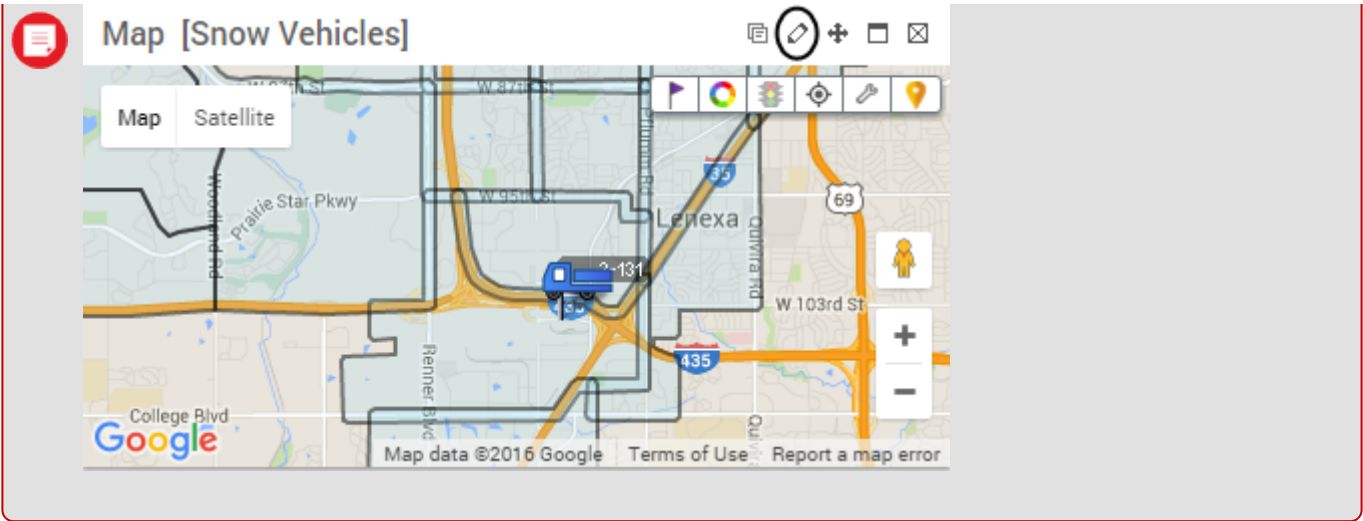 Map [Snow Vehicles]
W 87th St
W 87th St
Map Satellite
Pflumm Rd
35
69
Woodland Rd
Prairie Star Pkwy
W 95th St
Lenexa
Quivira Rd
2-131
435
W 103rd St
Renner Blvd
435
College Blvd
Google
Map data ©2016 Google Terms of Use Report a map error